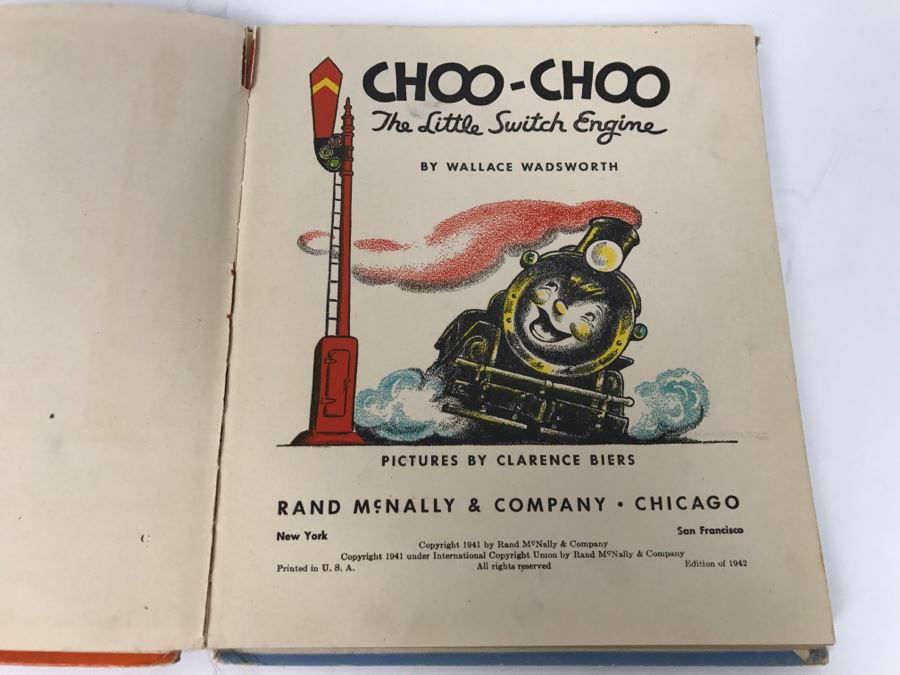 CHOO-CHOO
The Little Switch Engine
BY WALLACE WADSWORTH
PICTURES BY CLARENCE BIERS
RAND McNALLY & COMPANY • CHICAGO
New York San Francisco
Copyright 1941 by Rand McNally & Company
Copyright 1941 under International Copyright Union by Rand McNally & Company
Printed in U. S. A. All rights reserved Edition of 1942